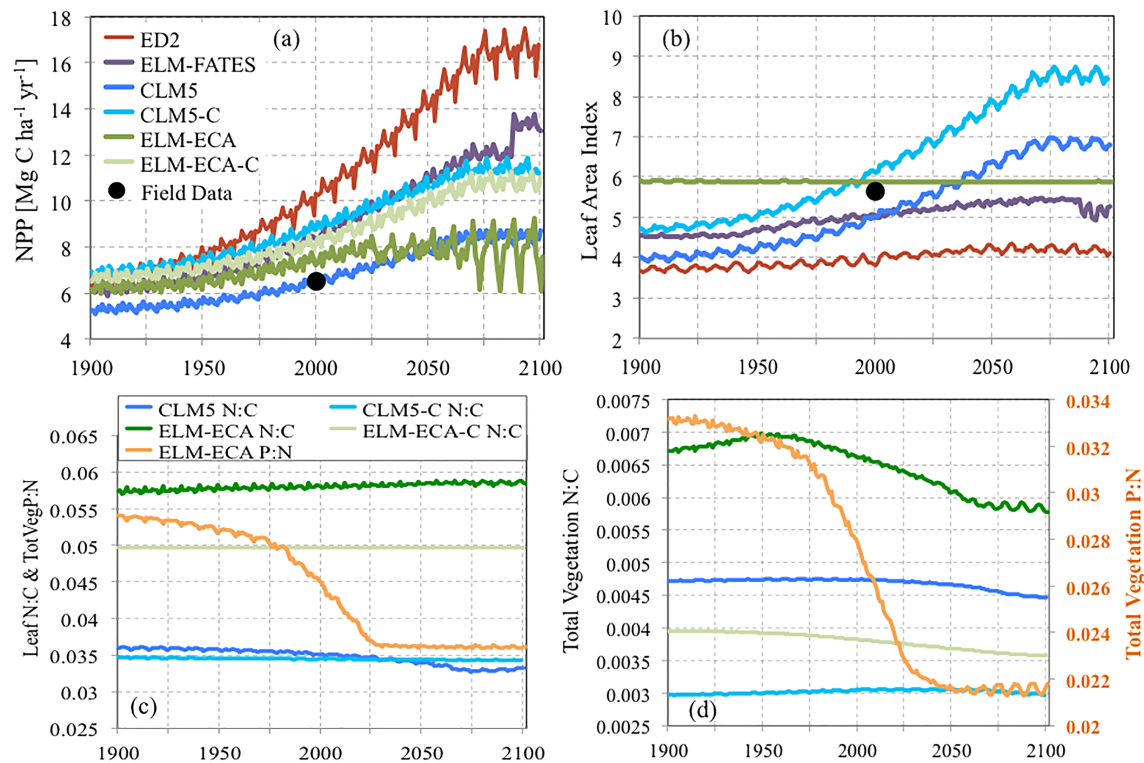 (a)
NPP [Mg C ha⁻¹ yr⁻¹]
18
16
14
12
10
8
6
4
ED2
ELM-FATES
CLM5
CLM5-C
ELM-ECA
ELM-ECA-C
Field Data
1900 1950 2000 2050 2100
(b)
Leaf Area Index
10
9
8
7
6
5
4
3
2
1900 1950 2000 2050 2100
CLM5 N:C CLM5-C N:C
ELM-ECA N:C ELM-ECA-C N:C
ELM-ECA P:N
Leaf N:C & TotVegP:N
0.065
0.06
0.055
0.05
0.045
0.04
0.035
0.03
0.025
(c)
1900 1950 2000 2050 2100
Total Vegetation N:C
0.0075
0.007
0.0065
0.006
0.0055
0.005
0.0045
0.004
0.0035
0.003
0.0025
(d)
0.034
0.032
0.03
0.028
0.026
0.024
0.022
0.02
Total Vegetation P:N
1900 1950 2000 2050 2100